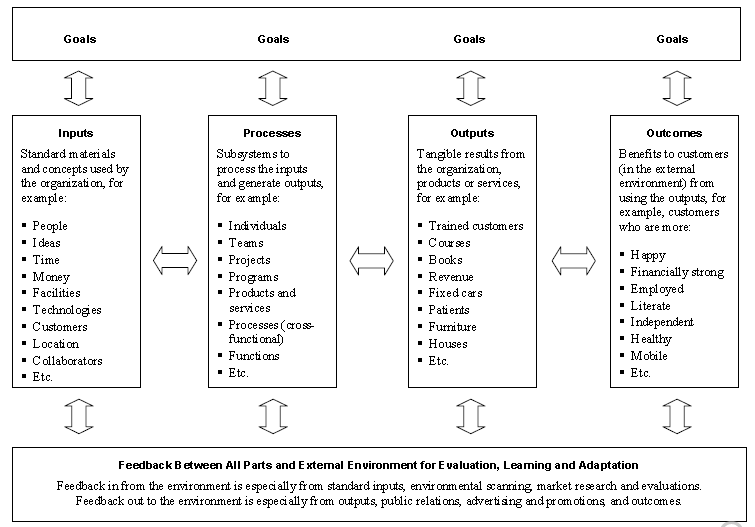 Goals Goals Goals Goals
Inputs
Standard materials
and concepts used by
the organization, for
example:
▪ People
▪ Ideas
▪ Time
▪ Money
▪ Facilities
▪ Technologies
▪ Customers
▪ Location
▪ Collaborators
▪ Etc.
Processes
Subsystems to
process the inputs
and generate outputs,
for example:
▪ Individuals
▪ Teams
▪ Projects
▪ Programs
▪ Products and
services
▪ Processes (cross-
functional)
▪ Functions
▪ Etc.
Outputs
Tangible results from
the organization,
products or services,
for example:
▪ Trained customers
▪ Courses
▪ Books
▪ Revenue
▪ Fixed cars
▪ Patients
▪ Furniture
▪ Houses
▪ Etc.
Outcomes
Benefits to customers
(in the external
environment) from
using the outputs, for
example, customers
who are more:
▪ Happy
▪ Financially strong
▪ Employed
▪ Literate
▪ Independent
▪ Healthy
▪ Mobile
▪ Etc.
Feedback Between All Parts and External Environment for Evaluation, Learning and Adaptation
Feedback in from the environment is especially from standard inputs, environmental scanning, market research and evaluations.
Feedback out to the environment is especially from outputs, public relations, advertising and promotions, and outcomes.